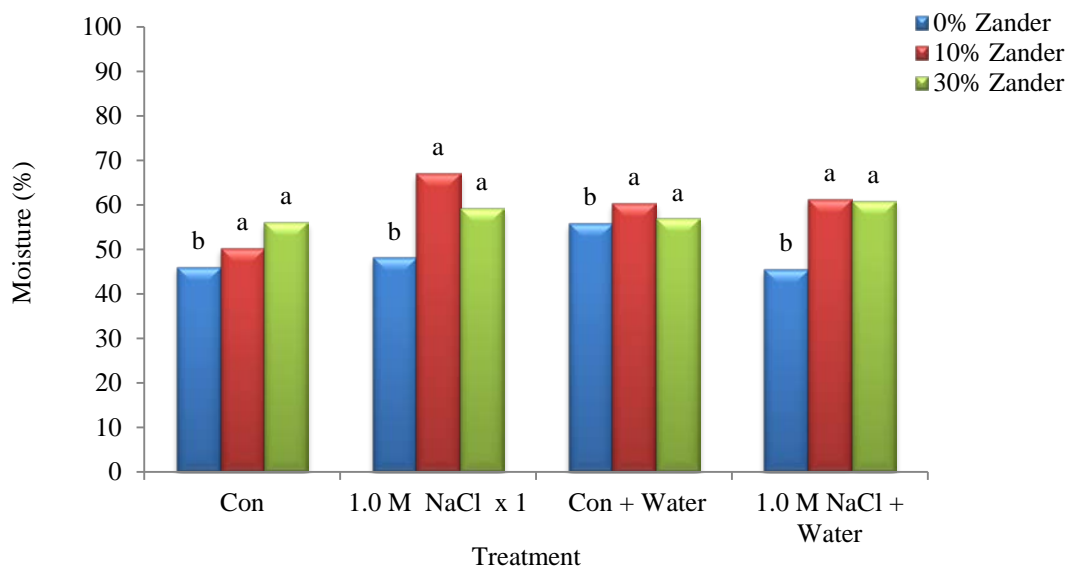 0% Zander
10% Zander
30% Zander
Moisture (%)
100
90
80
70
60
50
40
30
20
10
0
b
a
a
b
a
a
b
a
a
b
a
a
Con
1.0 M NaCl x 1
Con + Water
1.0 M NaCl +
Water
Treatment